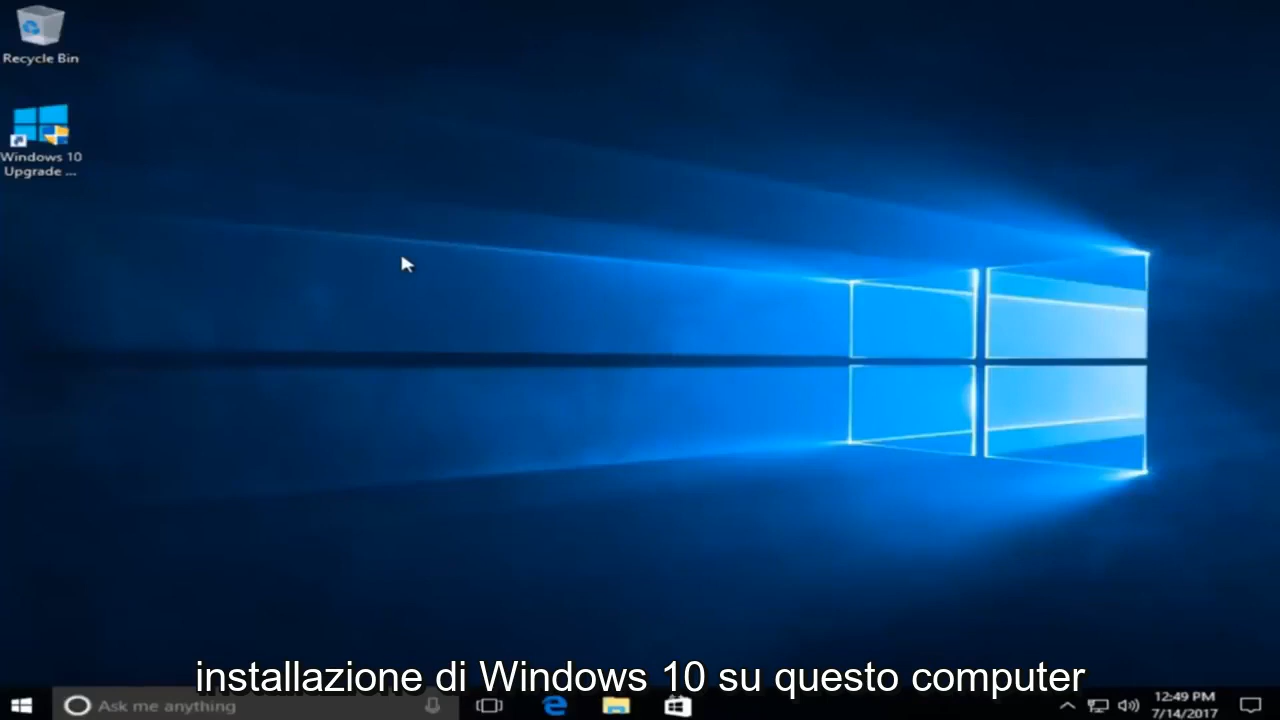 Recycle Bin
Windows 10
Upgrade ...
installazione di Windows 10 su questo computer
Ask me anything
12:49 PM
7/14/2017